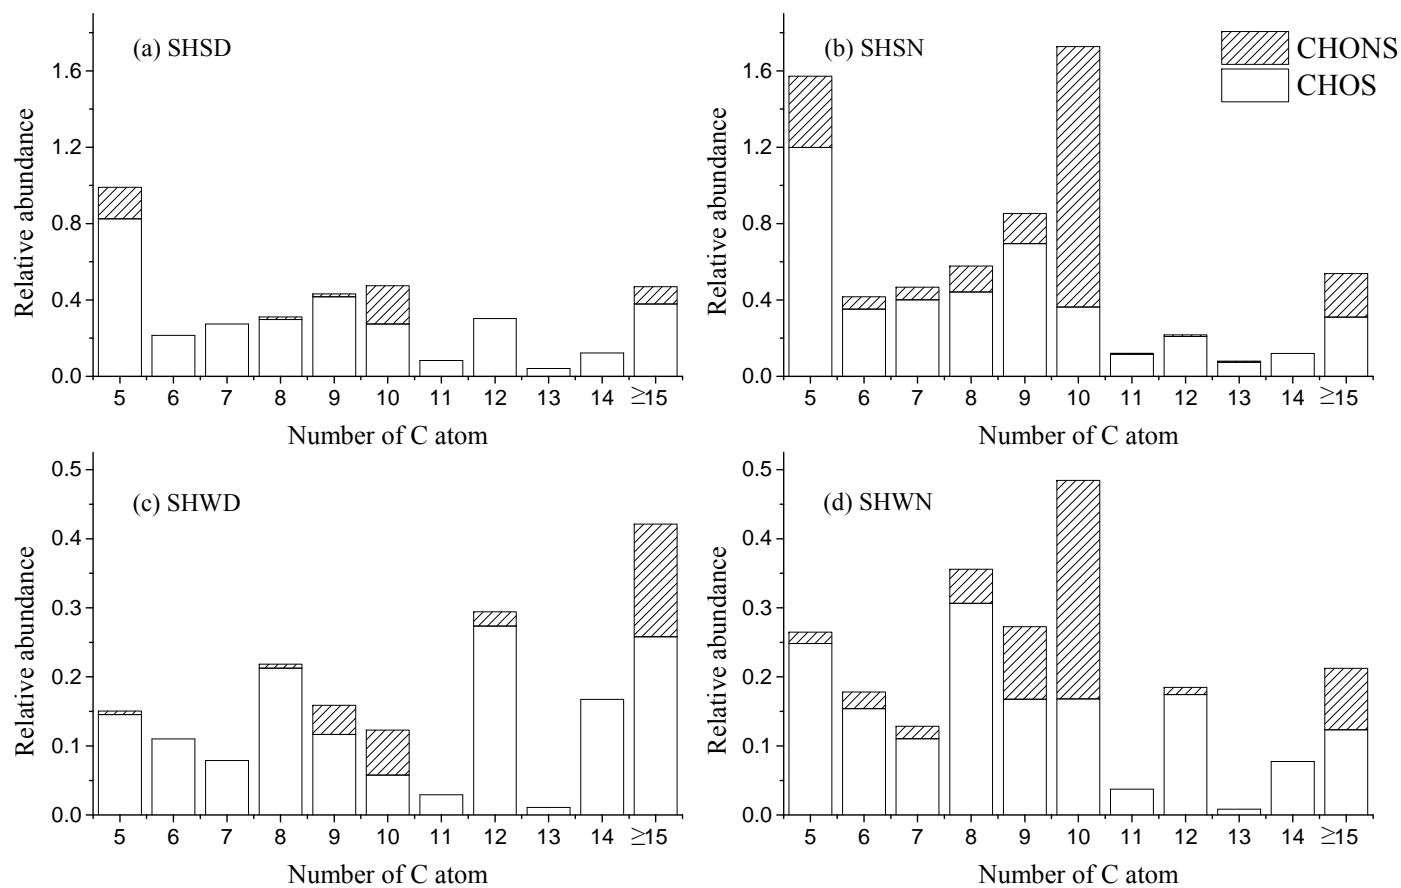 (a) SHSD
Relative abundance
1.6
1.2
0.8
0.4
0.0
5 6 7 8 9 10 11 12 13 14 ≥15
Number of C atom
(b) SHSN
CHONS
CHOS
Relative abundance
1.6
1.2
0.8
0.4
0.0
5 6 7 8 9 10 11 12 13 14 ≥15
Number of C atom
(c) SHWD
Relative abundance
0.5
0.4
0.3
0.2
0.1
0.0
5 6 7 8 9 10 11 12 13 14 ≥15
Number of C atom
(d) SHWN
Relative abundance
0.5
0.4
0.3
0.2
0.1
0.0
5 6 7 8 9 10 11 12 13 14 ≥15
Number of C atom